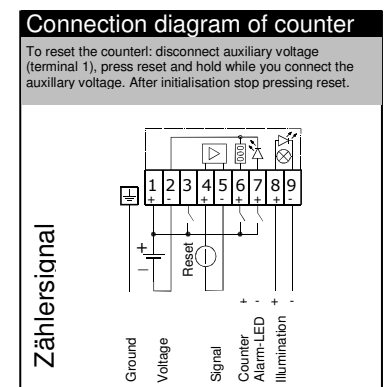 Connection diagram of counter
To reset the counterl: disconnect auxiliary voltage
(terminal 1), press reset and hold while you connect the
auxillary voltage. After initialisation stop pressing reset.
000
1 2 3 4 5 6 7 8 9
+ - + - + + + -
+
−
Reset
+ - + -
Zählersignal
Ground
Voltage
Signal
Counter
Alarm-LED
Illumination